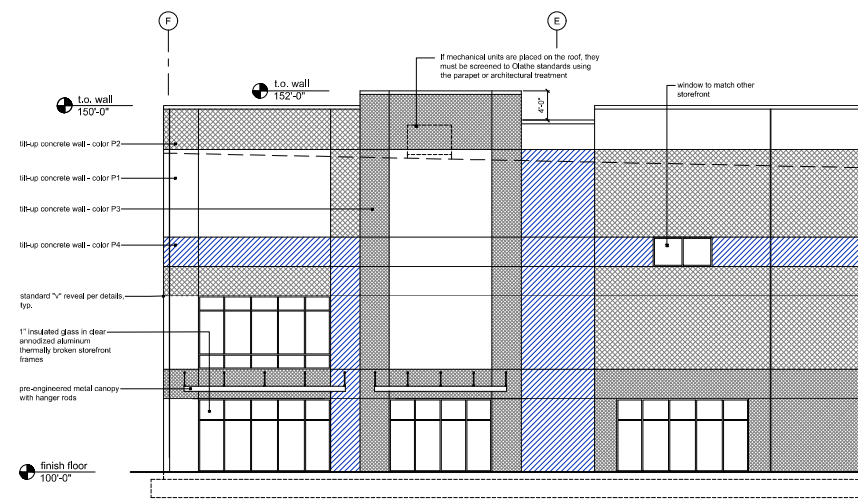 F
E
If mechanical units are placed on the roof, they
must be screened to Olathe standards using
the parapet or architectural treatment
window to match other
storefront
t.o. wall
152'-0"
t.o. wall
150'-0"
4'-0"
tilt-up concrete wall - color P2
tilt-up concrete wall - color P1
tilt-up concrete wall - color P3
tilt-up concrete wall - color P4
standard "v" reveal per details,
typ.
1" insulated glass in clear
annodized aluminum
thermally broken storefront
frames
pre-engineered metal canopy
with hanger rods
finish floor
100'-0"